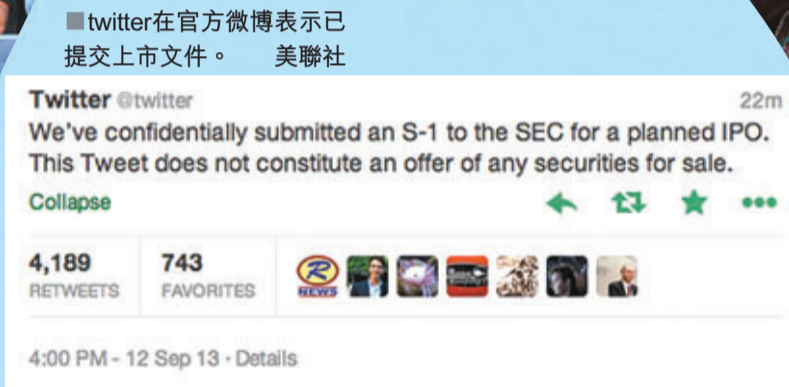 ■twitter在官方微博表示已
提交上市文件。 美聯社
Twitter @twitter 22m
We've confidentially submitted an S-1 to the SEC for a planned IPO.
This Tweet does not constitute an offer of any securities for sale.
Collapse
4,189 743
RETWEETS FAVORITES
R
NEWS
4:00 PM - 12 Sep 13 · Details